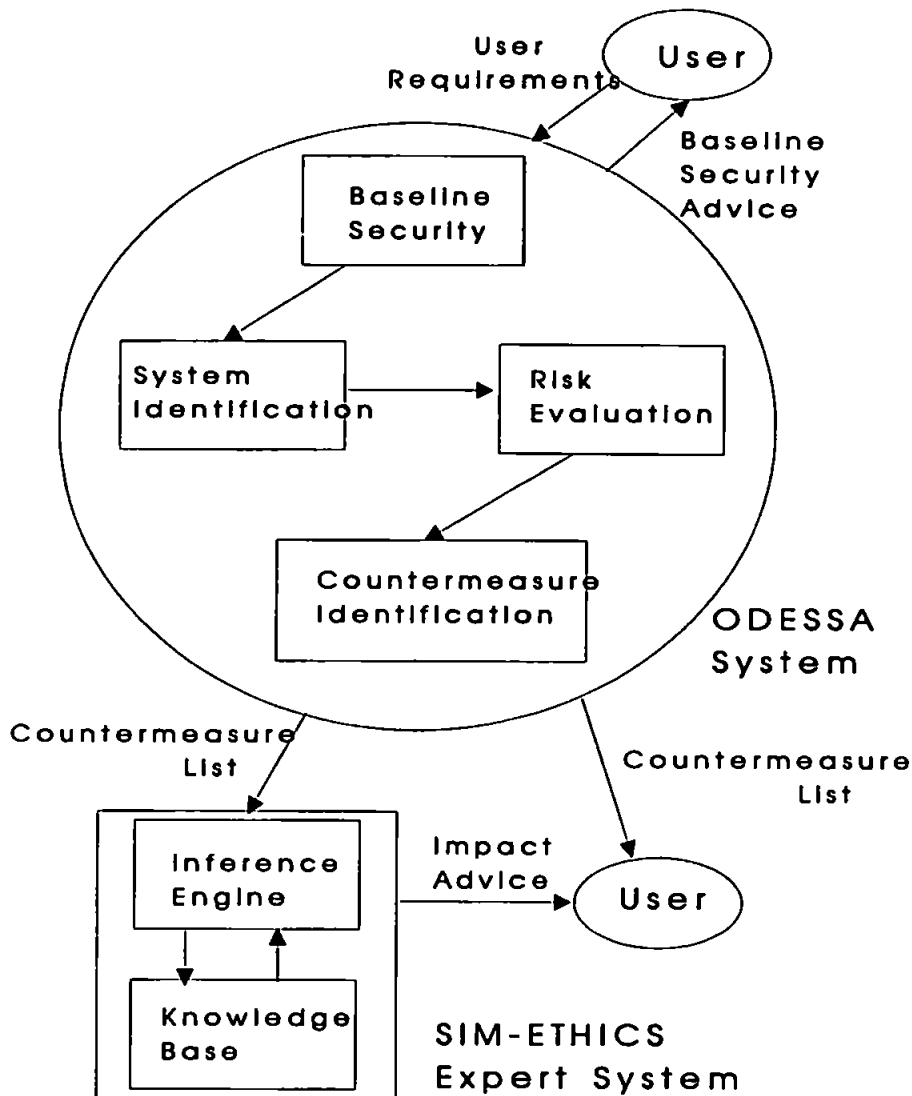 User
Requirements
User
Baseline
Security
Advice
Baseline
Security
System
Identification
Risk
Evaluation
Countermeasure
Identification
ODESSA
System
Countermeasure
List
Countermeasure
List
Inference
Engine
Impact
Advice
User
Knowledge
Base
SIM-ETHICS
Expert System